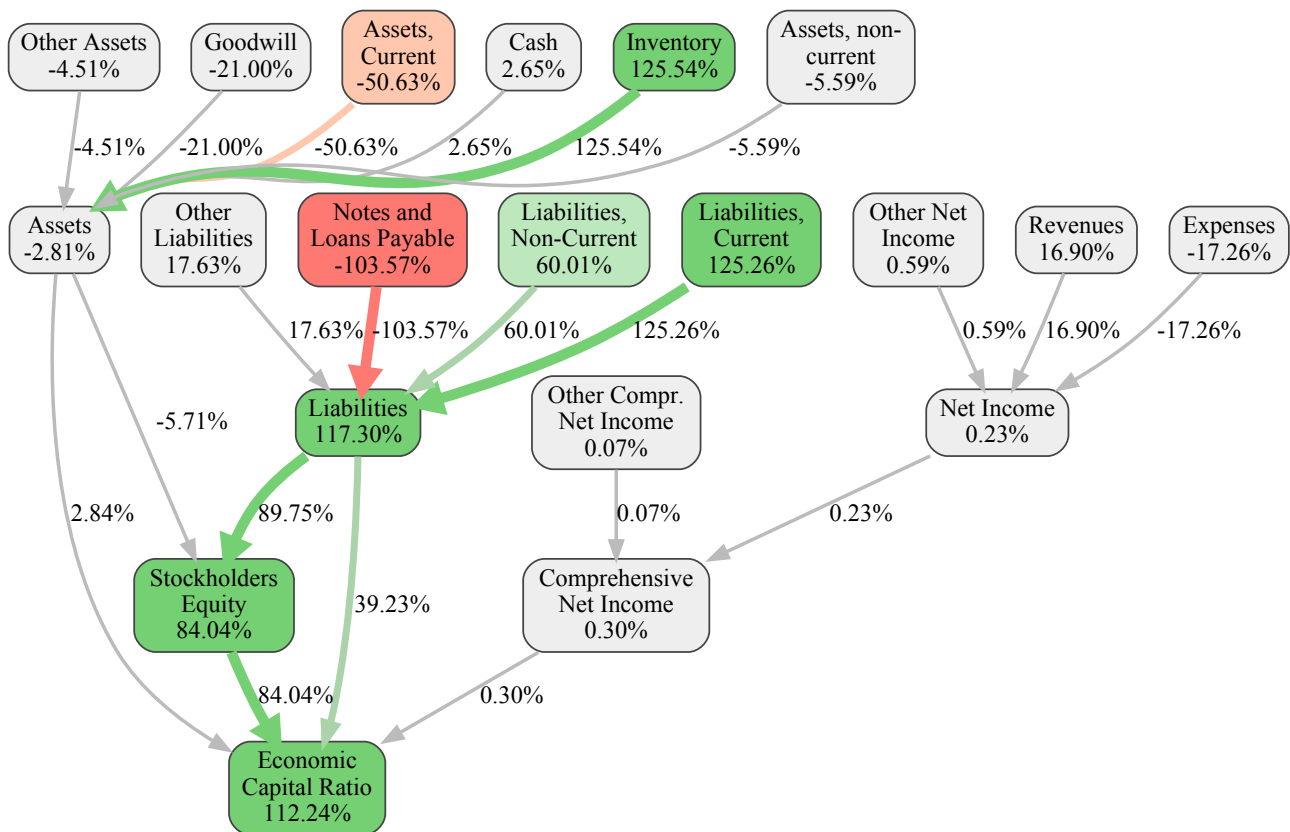 Other Assets
-4.51%
Goodwill
-21.00%
Assets,
Current
-50.63%
Cash
2.65%
Inventory
125.54%
Assets, non-
current
-5.59%
-4.51%
-21.00%
-50.63%
2.65%
125.54%
-5.59%
Assets
-2.81%
Other
Liabilities
17.63%
Notes and
Loans Payable
-103.57%
Liabilities,
Non-Current
60.01%
Liabilities,
Current
125.26%
Other Net
Income
0.59%
Revenues
16.90%
Expenses
-17.26%
17.63%
-103.57%
60.01%
125.26%
0.59%
16.90%
-17.26%
-5.71%
Liabilities
117.30%
Other Compr.
Net Income
0.07%
Net Income
0.23%
2.84%
89.75%
0.07%
0.23%
Stockholders
Equity
84.04%
39.23%
Comprehensive
Net Income
0.30%
84.04%
0.30%
Economic
Capital Ratio
112.24%